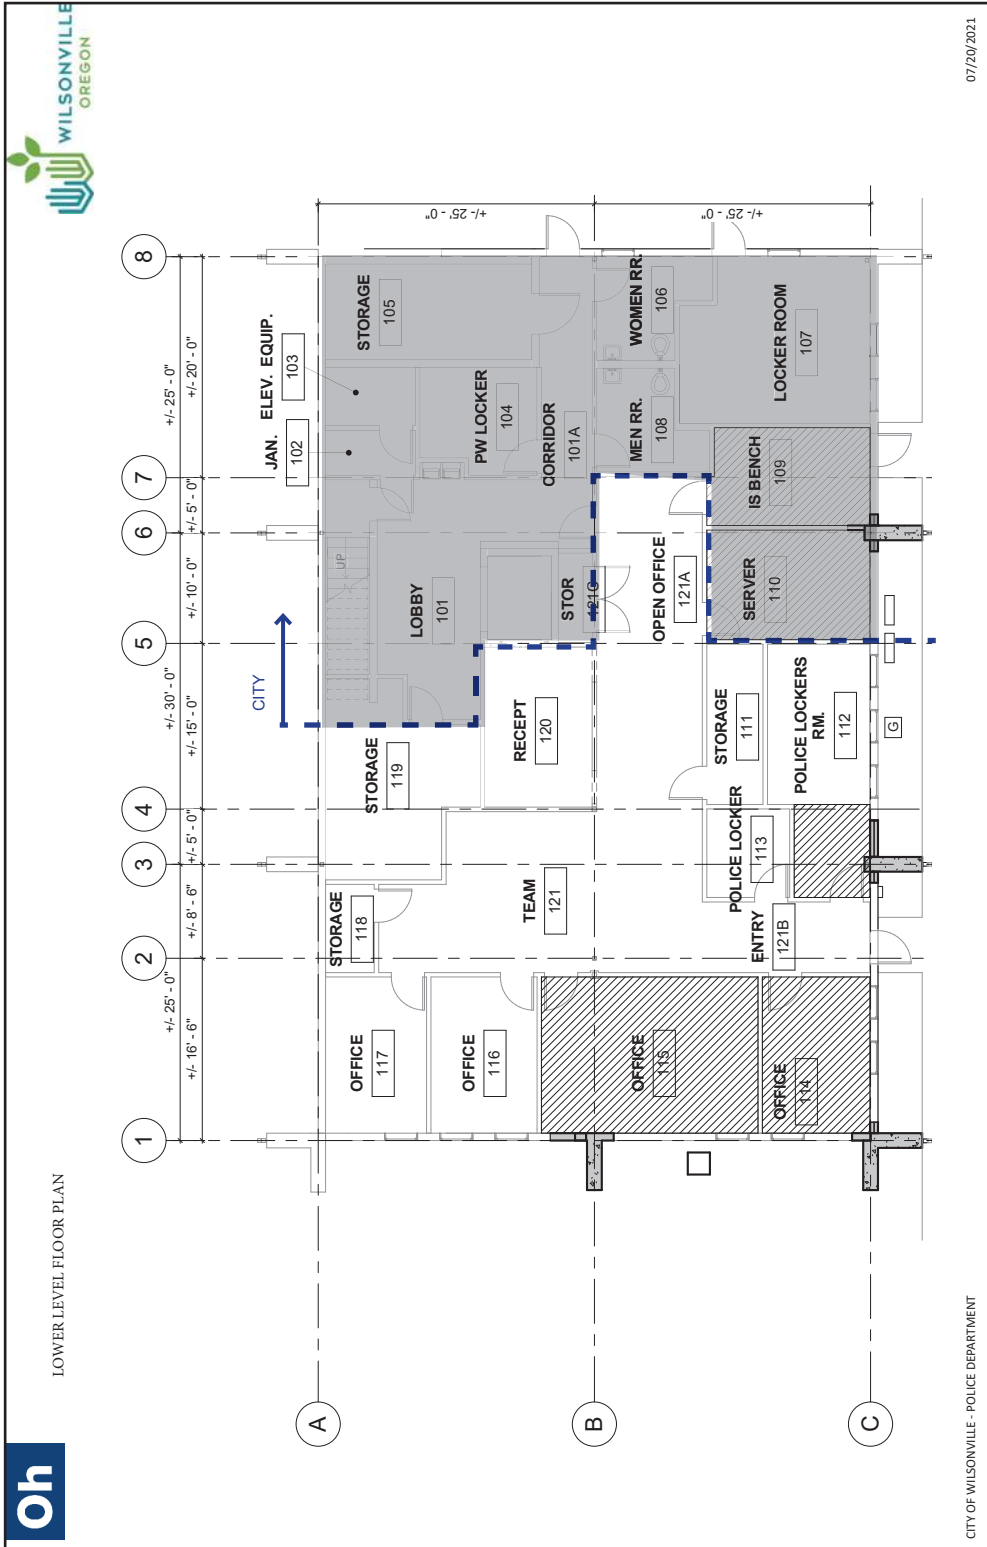 Oh
LOWER LEVEL FLOOR PLAN
WILSONVILLE
OREGON
1
2
3
4
5
6
7
8
+/- 25' - 0"
+/- 30' - 0"
+/- 25' - 0"
+/- 16' - 6"
+/- 8' - 6"
+/- 5' - 0"
+/- 15' - 0"
+/- 10' - 0"
+/- 5' - 0"
+/- 20' - 0"
A
B
C
+/- 25' - 0"
+/- 25' - 0"
CITY
JAN.
102
ELEV. EQUIP.
103
OFFICE
117
STORAGE
118
STORAGE
119
LOBBY
101
UP
PW LOCKER
104
STORAGE
105
OFFICE
116
TEAM
121
RECEPT
120
STOR
121C
CORRIDOR
101A
OFFICE
115
OPEN OFFICE
121A
MEN RR.
108
WOMEN RR.
106
OFFICE
114
ENTRY
121B
POLICE LOCKER
113
STORAGE
111
POLICE LOCKERS
RM.
112
SERVER
110
IS BENCH
109
LOCKER ROOM
107
G
CITY OF WILSONVILLE - POLICE DEPARTMENT
07/20/2021